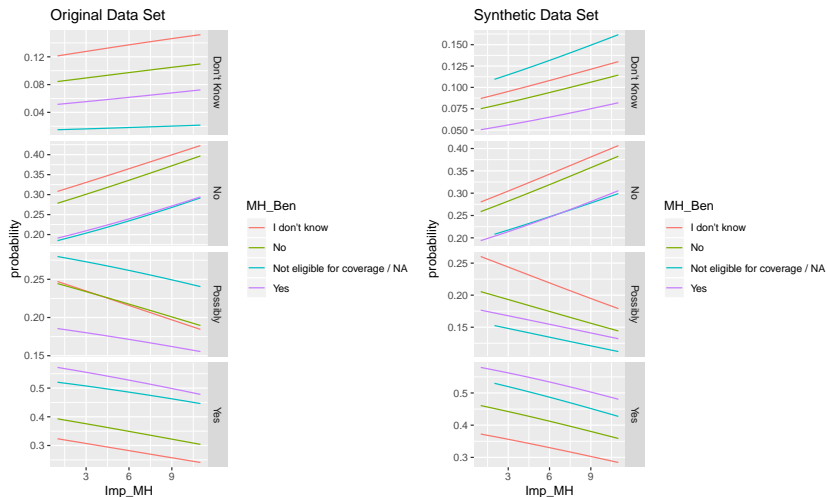 Original Data Set
0.12
0.08
0.04
Don't Know
0.40
0.35
0.30
0.25
0.20
No
0.25
0.20
0.15
Possibly
0.5
0.4
0.3
Yes
3
6
9
Imp_MH
probability
MH_Ben
I don't know
No
Not eligible for coverage / NA
Yes
Synthetic Data Set
0.150
0.125
0.100
0.075
0.050
Don't Know
0.40
0.35
0.30
0.25
0.20
No
0.25
0.20
0.15
Possibly
0.5
0.4
0.3
Yes
3
6
9
Imp_MH
probability
MH_Ben
I don't know
No
Not eligible for coverage / NA
Yes